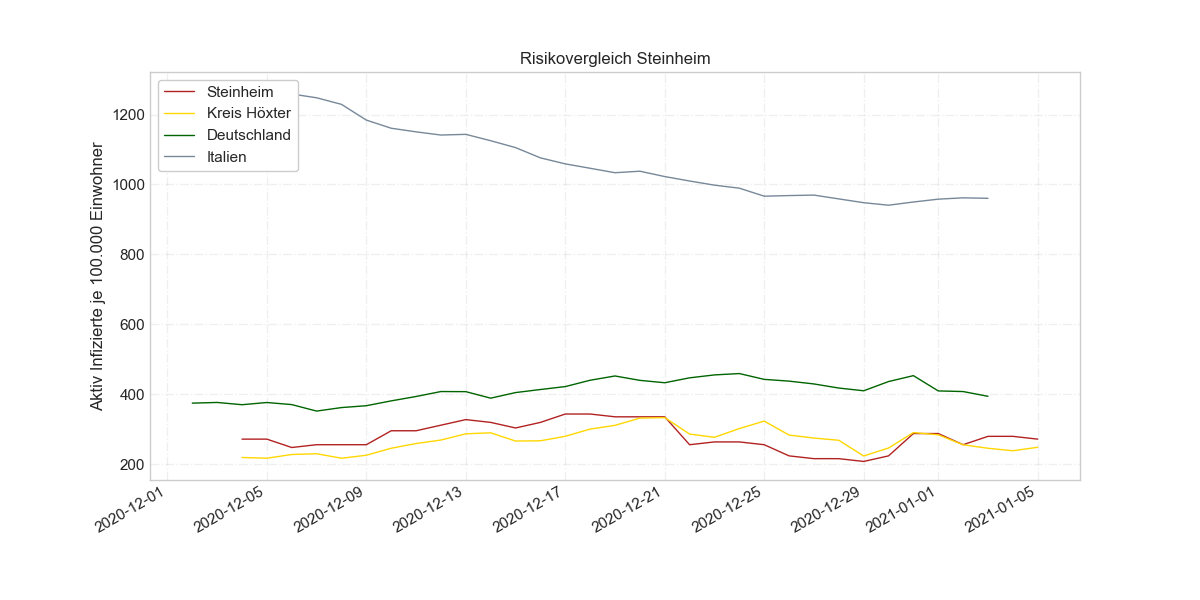 Risikovergleich Steinheim
Steinheim
Kreis Höxter
Deutschland
Italien
Aktiv Infizierte je 100.000 Einwohner
1200
1000
800
600
400
200
2020-12-01
2020-12-05
2020-12-09
2020-12-13
2020-12-17
2020-12-21
2020-12-25
2020-12-29
2021-01-01
2021-01-05